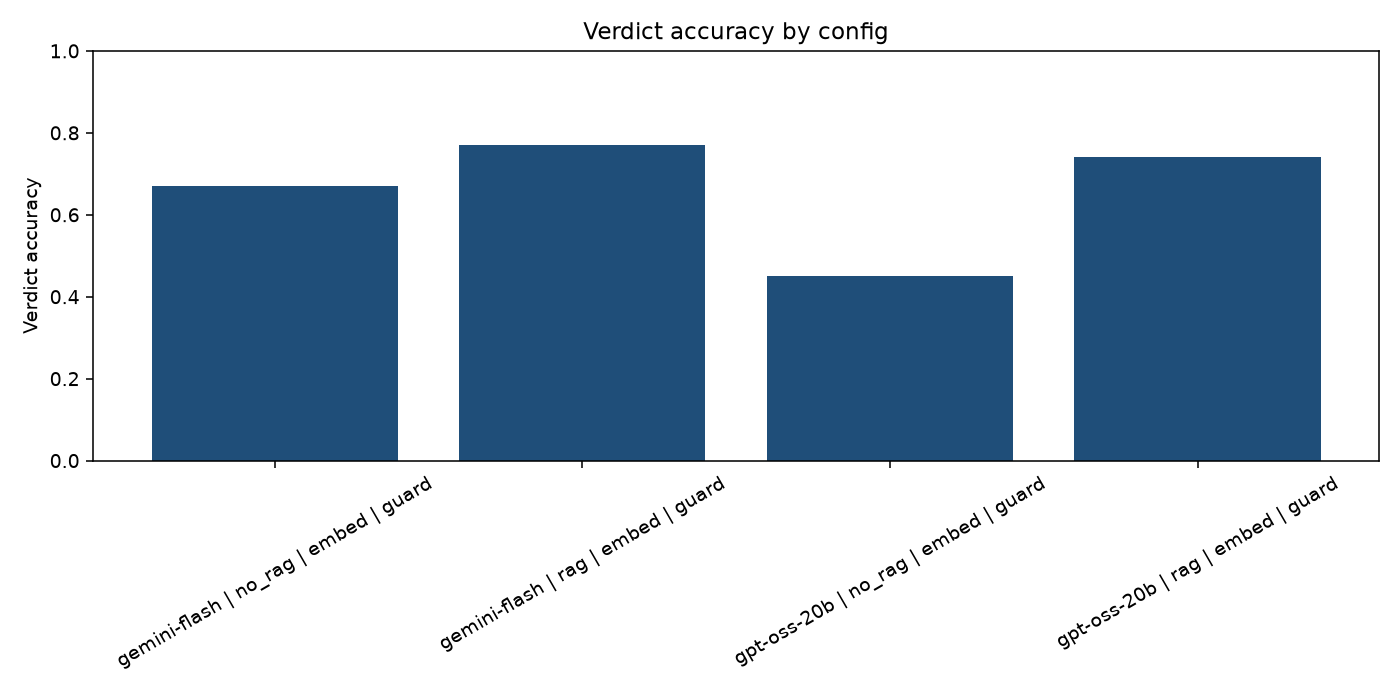 Verdict accuracy by config
Verdict accuracy
1.0
0.8
0.6
0.4
0.2
0.0
gemini-flash | no_rag | embed | guard
gemini-flash | rag | embed | guard
gpt-oss-20b | no_rag | embed | guard
gpt-oss-20b | rag | embed | guard